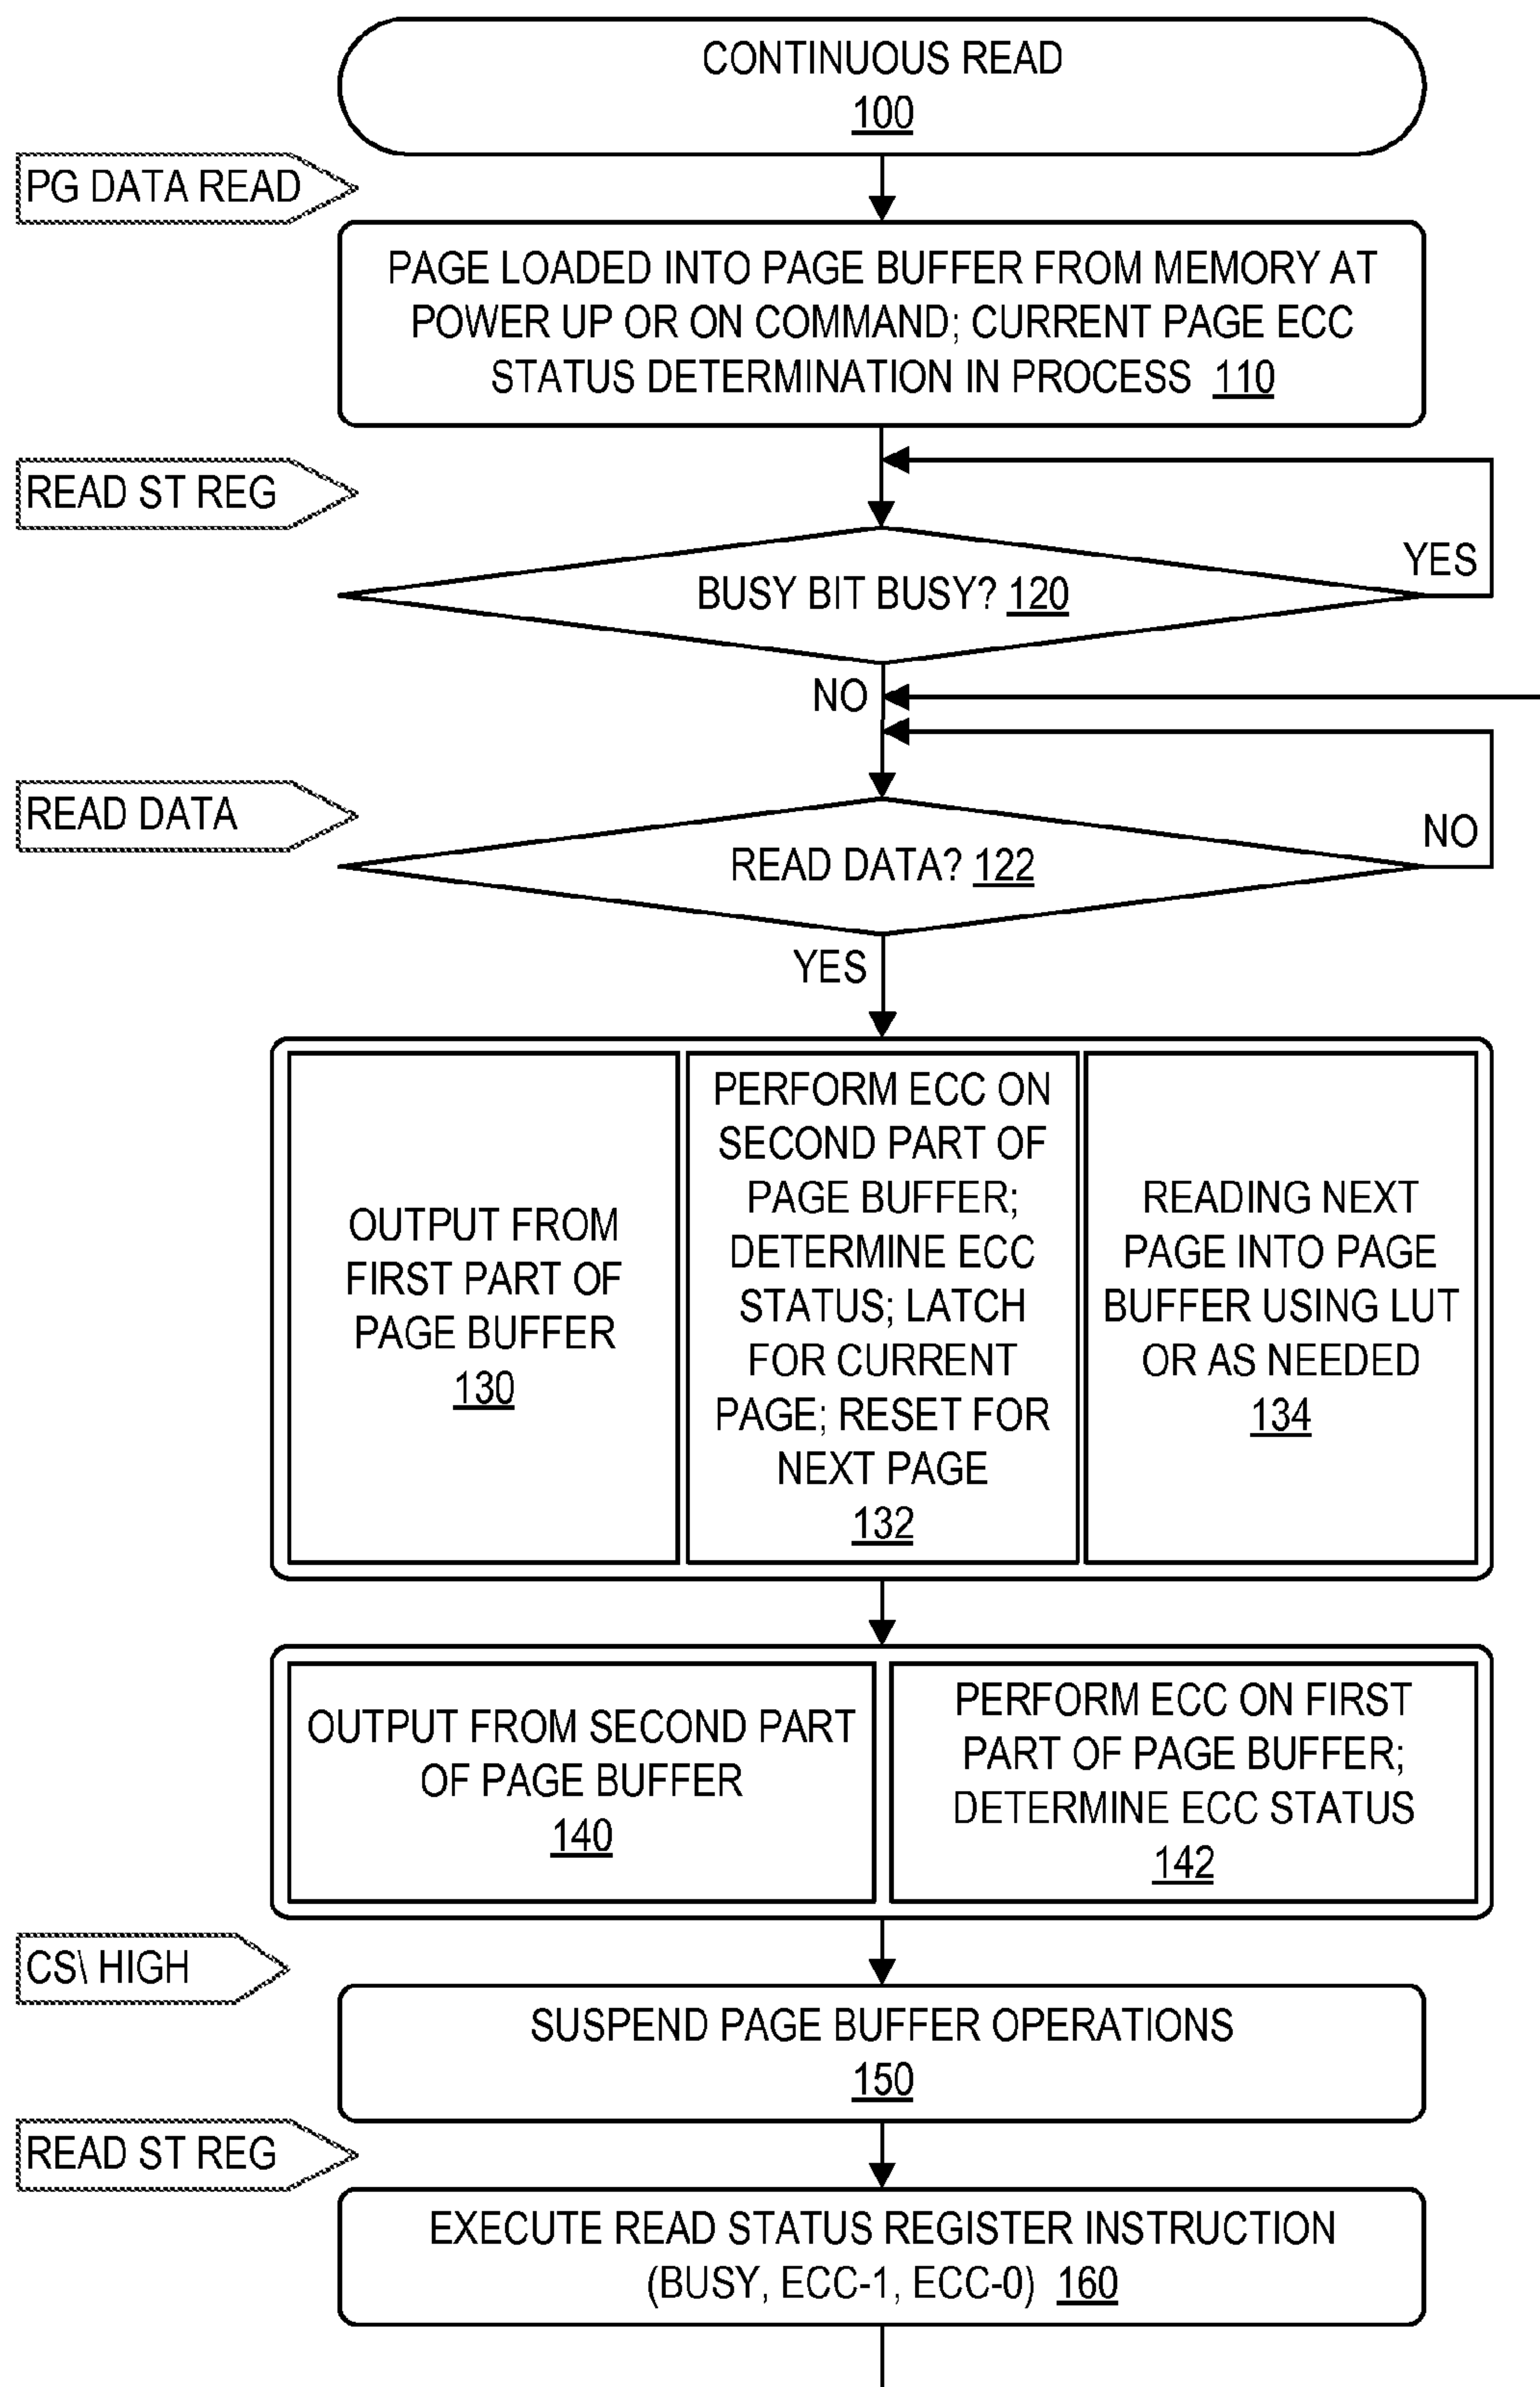 CONTINUOUS READ
100
PG DATA READ
PAGE LOADED INTO PAGE BUFFER FROM MEMORY AT
POWER UP OR ON COMMAND; CURRENT PAGE ECC
STATUS DETERMINATION IN PROCESS 110
READ ST REG
YES
BUSY BIT BUSY? 120
NO
READ DATA
NO
READ DATA? 122
YES
OUTPUT FROM
FIRST PART OF
PAGE BUFFER
130
PERFORM ECC ON
SECOND PART OF
PAGE BUFFER;
DETERMINE ECC
STATUS; LATCH
FOR CURRENT
PAGE; RESET FOR
NEXT PAGE
132
READING NEXT
PAGE INTO PAGE
BUFFER USING LUT
OR AS NEEDED
134
OUTPUT FROM SECOND PART
OF PAGE BUFFER
140
PERFORM ECC ON FIRST
PART OF PAGE BUFFER;
DETERMINE ECC STATUS
142
CS\ HIGH
SUSPEND PAGE BUFFER OPERATIONS
150
READ ST REG
EXECUTE READ STATUS REGISTER INSTRUCTION
(BUSY, ECC-1, ECC-0) 160